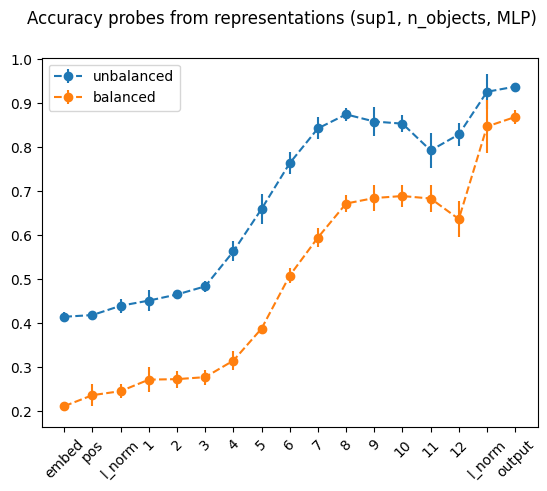 Accuracy probes from representations (sup1, n_objects, MLP)
unbalanced
balanced
1.0
0.9
0.8
0.7
0.6
0.5
0.4
0.3
0.2
embed pos l_norm 1 2 3 4 5 6 7 8 9 10 11 12 l_norm output